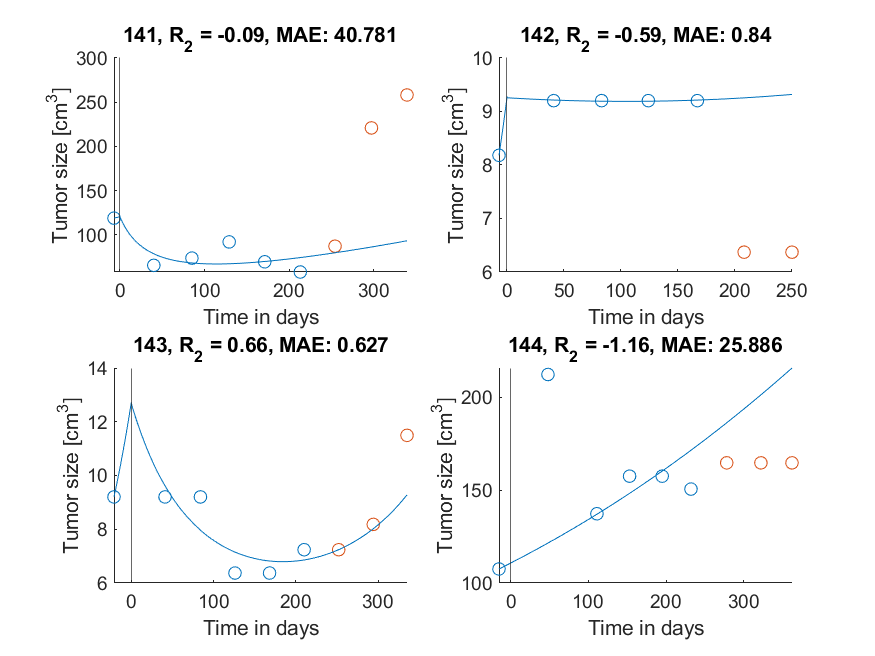 141, R2 = -0.09, MAE: 40.781
300
250
200
150
100
Tumor size [cm3]
0 100 200 300
Time in days
142, R2 = -0.59, MAE: 0.84
10
9
8
7
6
Tumor size [cm3]
0 50 100 150 200 250
Time in days
143, R2 = 0.66, MAE: 0.627
14
12
10
8
6
Tumor size [cm3]
0 100 200 300
Time in days
144, R2 = -1.16, MAE: 25.886
200
150
100
Tumor size [cm3]
0 100 200 300
Time in days